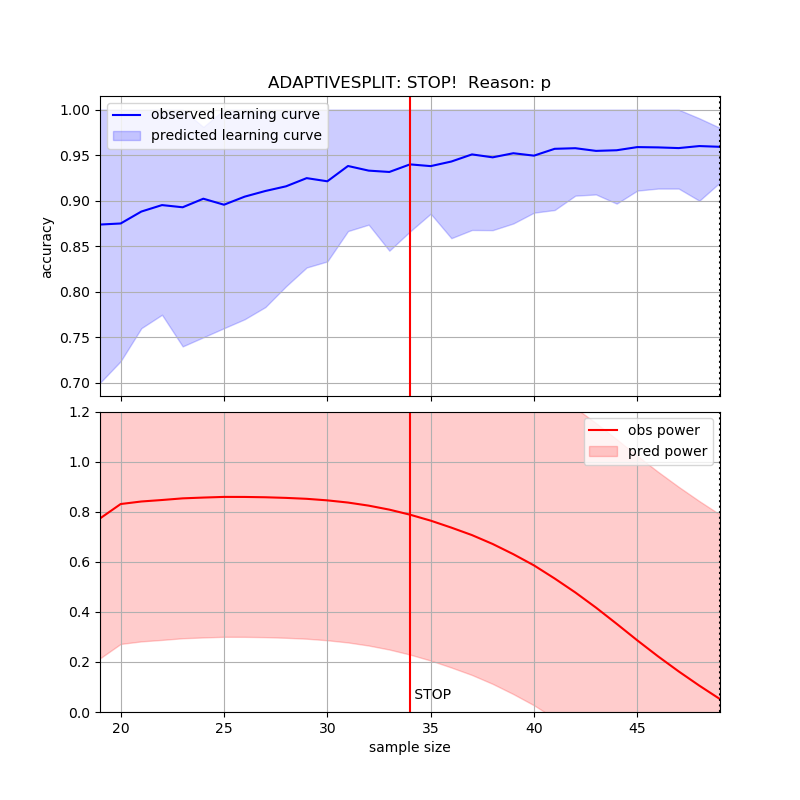 ADAPTIVESPLIT: STOP!  Reason: p
1.00
0.95
0.90
0.85
0.80
0.75
0.70
accuracy
observed learning curve
predicted learning curve
1.2
1.0
0.8
0.6
0.4
0.2
0.0
obs power
pred power
STOP
20
25
30
35
40
45
sample size